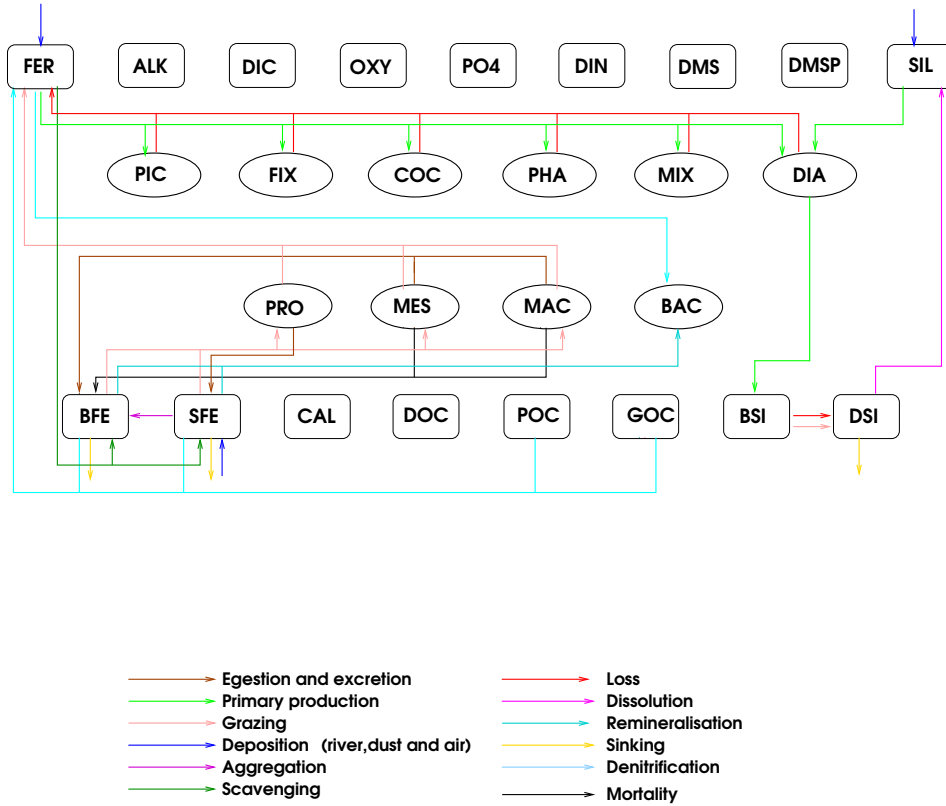 FER ALK DIC OXY PO4 DIN DMS DMSP SIL
PIC FIX COC PHA MIX DIA
PRO MES MAC BAC
BFE SFE CAL DOC POC GOC BSI DSI
Egestion and excretion
Primary production
Grazing
Deposition (river,dust and air)
Aggregation
Scavenging
Loss
Dissolution
Remineralisation
Sinking
Denitrification
Mortality